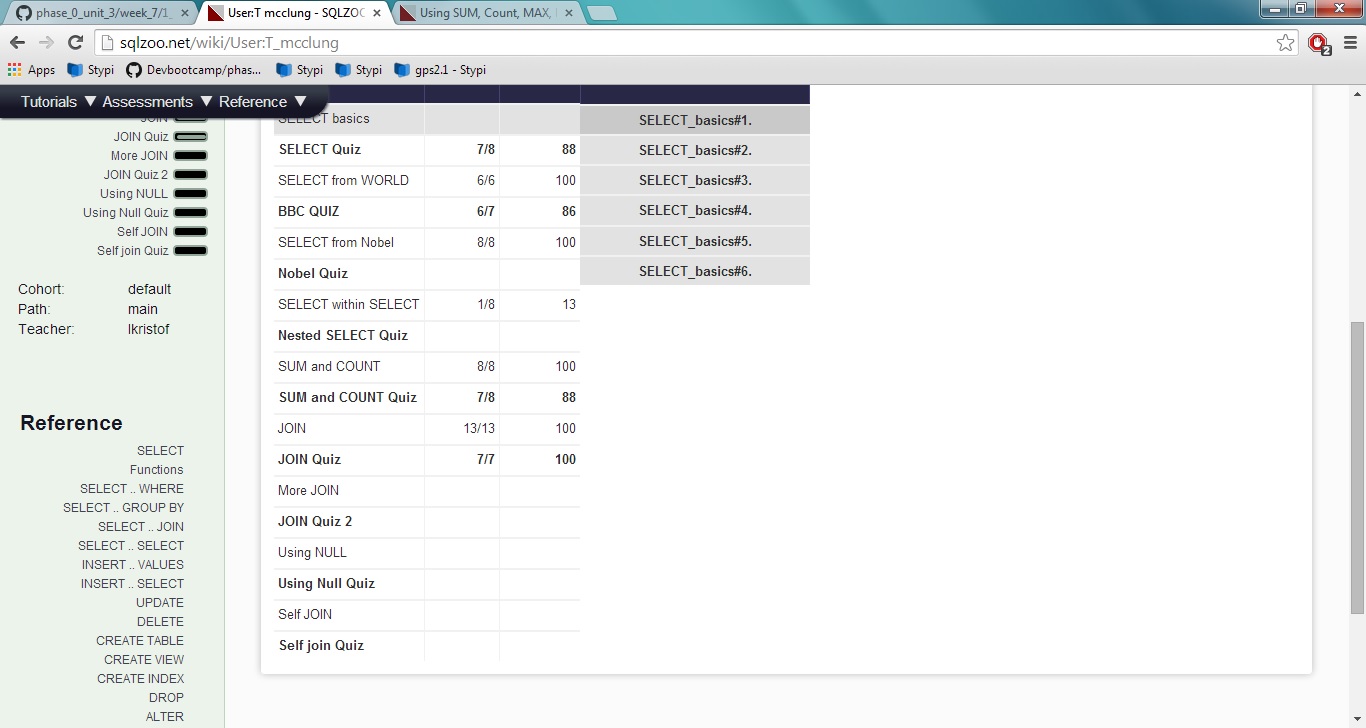 phase_0_unit_3/week_7/1_
User:T mcclung - SQLZOO
Using SUM, Count, MAX,
sqlzoo.net/wiki/User:T_mcclung
2
Apps
Stypi
Devbootcamp/phas...
Stypi
Stypi
gps2.1 - Stypi
Tutorials ▼ Assessments ▼ Reference ▼
JOIN
JOIN Quiz
More JOIN
JOIN Quiz 2
Using NULL
Using Null Quiz
Self JOIN
Self join Quiz
Cohort: default
Path: main
Teacher: lkristof
Reference
SELECT
Functions
SELECT .. WHERE
SELECT .. GROUP BY
SELECT .. JOIN
SELECT .. SELECT
INSERT .. VALUES
INSERT .. SELECT
UPDATE
DELETE
CREATE TABLE
CREATE VIEW
CREATE INDEX
DROP
ALTER
SELECT basics
SELECT Quiz 7/8 88
SELECT from WORLD 6/6 100
BBC QUIZ 6/7 86
SELECT from Nobel 8/8 100
Nobel Quiz
SELECT within SELECT 1/8 13
Nested SELECT Quiz
SUM and COUNT 8/8 100
SUM and COUNT Quiz 7/8 88
JOIN 13/13 100
JOIN Quiz 7/7 100
More JOIN
JOIN Quiz 2
Using NULL
Using Null Quiz
Self JOIN
Self join Quiz
SELECT_basics#1.
SELECT_basics#2.
SELECT_basics#3.
SELECT_basics#4.
SELECT_basics#5.
SELECT_basics#6.